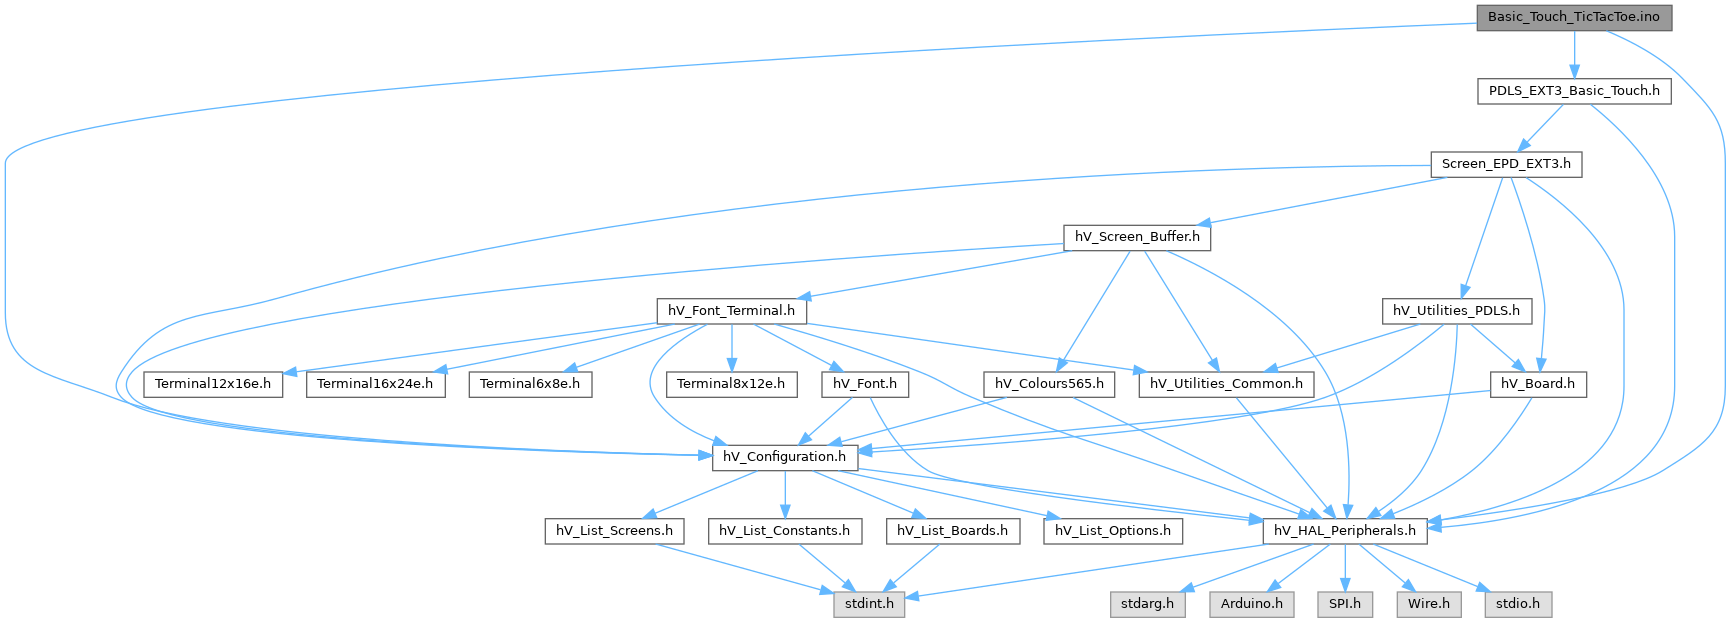 Basic_Touch_TicTacToe.ino
PDLS_EXT3_Basic_Touch.h
Screen_EPD_EXT3.h
hV_Screen_Buffer.h
hV_Font_Terminal.h
hV_Utilities_PDLS.h
Terminal12x16e.h
Terminal16x24e.h
Terminal6x8e.h
Terminal8x12e.h
hV_Font.h
hV_Colours565.h
hV_Utilities_Common.h
hV_Board.h
hV_Configuration.h
hV_List_Screens.h
hV_List_Constants.h
hV_List_Boards.h
hV_List_Options.h
hV_HAL_Peripherals.h
stdint.h
stdarg.h
Arduino.h
SPI.h
Wire.h
stdio.h